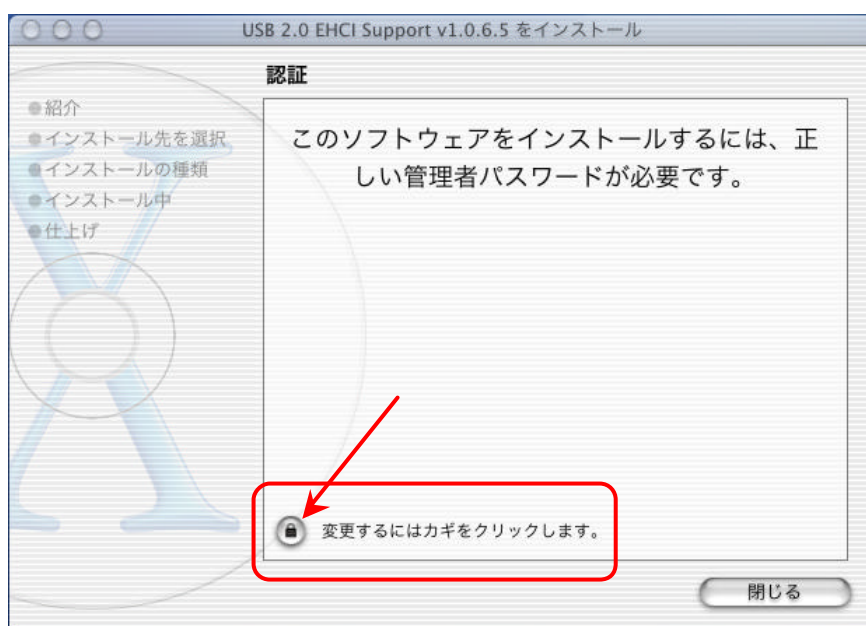 USB 2.0 EHCI Support v1.0.6.5 をインストール
認証
紹介
インストール先を選択
インストールの種類
インストール中
仕上げ
このソフトウェアをインストールするには、正
しい管理者パスワードが必要です。
変更するにはカギをクリックします。
閉じる